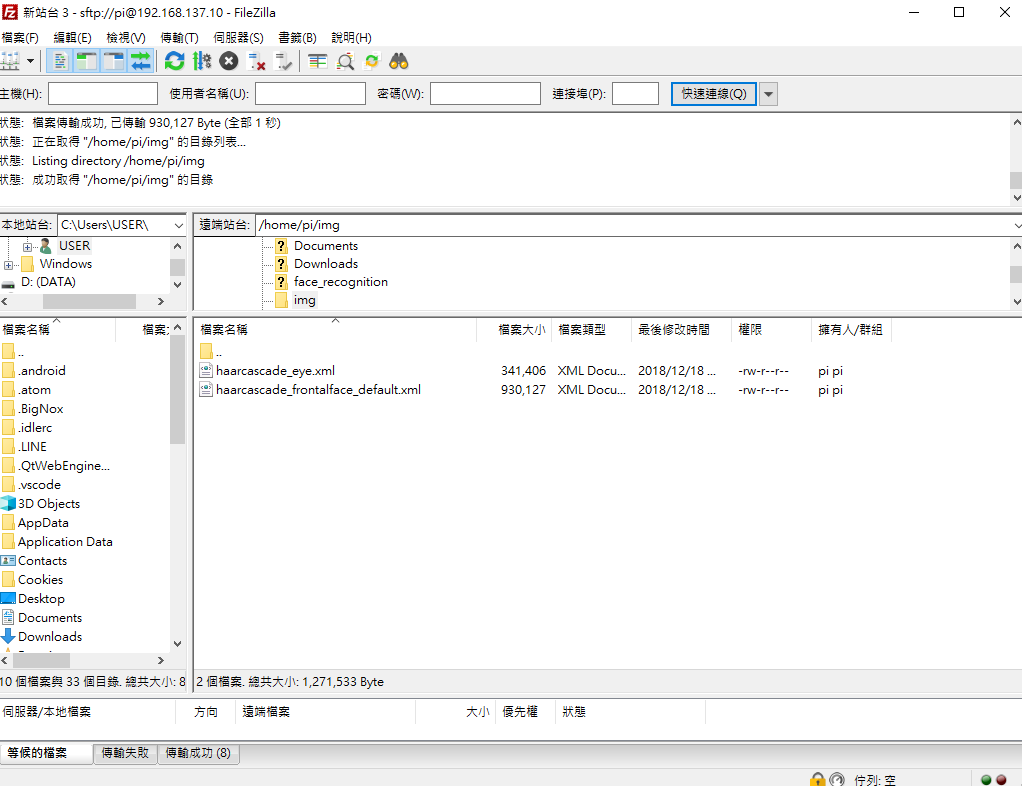 新站台 3 - sftp://pi@192.168.137.10 - FileZilla
檔案(F) 編輯(E) 檢視(V) 傳輸(T) 伺服器(S) 書籤(B) 說明(H)
主機(H): 使用者名稱(U): 密碼(W): 連接埠(P): 快速連線(Q)
狀態: 檔案傳輸成功, 已傳輸 930,127 Byte (全部 1 秒)
狀態: 正在取得 "/home/pi/img" 的目錄列表...
狀態: Listing directory /home/pi/img
狀態: 成功取得 "/home/pi/img" 的目錄
本地站台: C:\Users\USER\
USER
Windows
D: (DATA)
遠端站台: /home/pi/img
? Documents
? Downloads
? face_recognition
img
檔案名稱 檔案
..
.android
.atom
.BigNox
.idlerc
.LINE
.QtWebEngine...
.vscode
3D Objects
AppData
Application Data
Contacts
Cookies
Desktop
Documents
Downloads
10 個檔案與 33 個目錄. 總共大小: 8
檔案名稱 檔案大小 檔案類型 最後修改時間 權限 擁有人/群組
..
haarcascade_eye.xml 341,406 XML Docu... 2018/12/18 ... -rw-r--r-- pi pi
haarcascade_frontalface_default.xml 930,127 XML Docu... 2018/12/18 ... -rw-r--r-- pi pi
2 個檔案. 總共大小: 1,271,533 Byte
伺服器/本地檔案 方向 遠端檔案 大小 優先權 狀態
等候的檔案 傳輸失敗 傳輸成功 (8)
佇列: 空